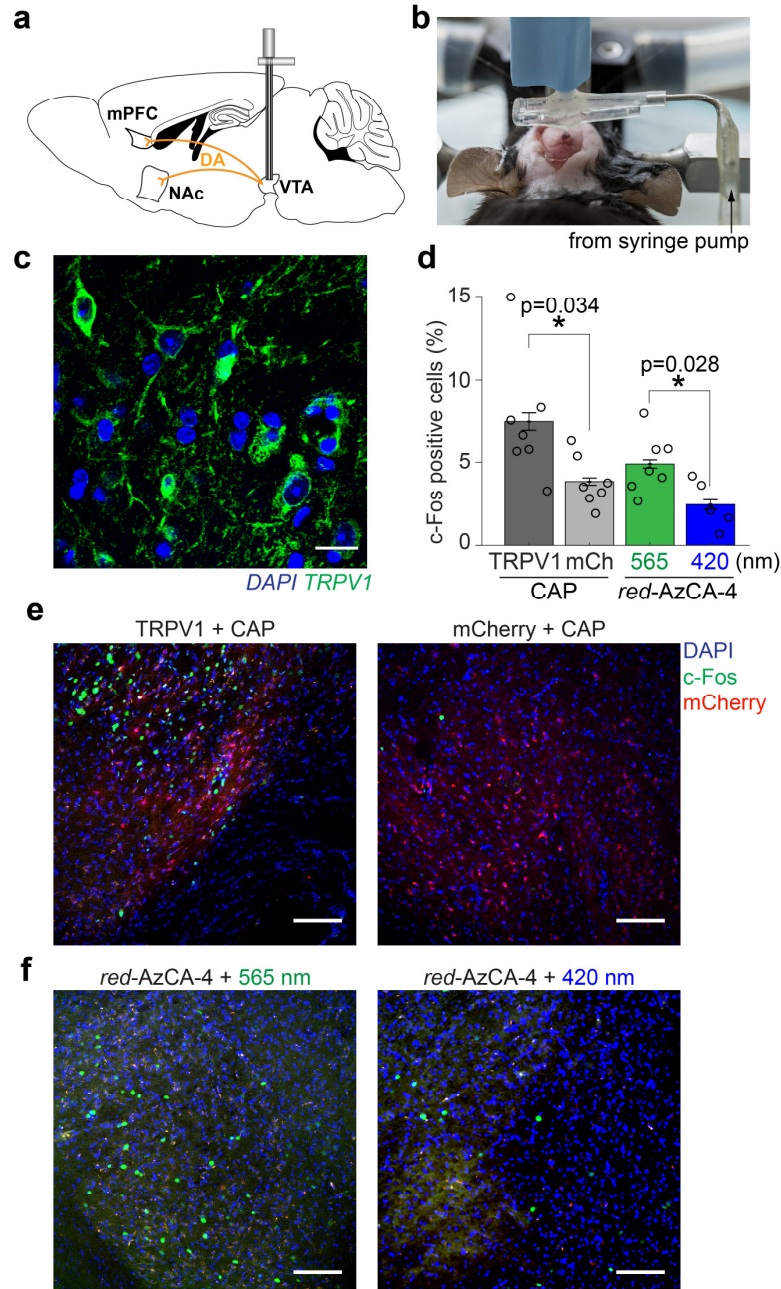 a
mPFC
DA
NAc
VTA
b
from syringe pump
c
DAPI TRPV1
d
c-Fos positive cells (%)
15
10
5
0
p=0.034
*
p=0.028
*
TRPV1 mCh 565 420 (nm)
CAP red-AzCA-4
e
TRPV1 + CAP
mCherry + CAP
DAPI
c-Fos
mCherry
f
red-AzCA-4 + 565 nm
red-AzCA-4 + 420 nm